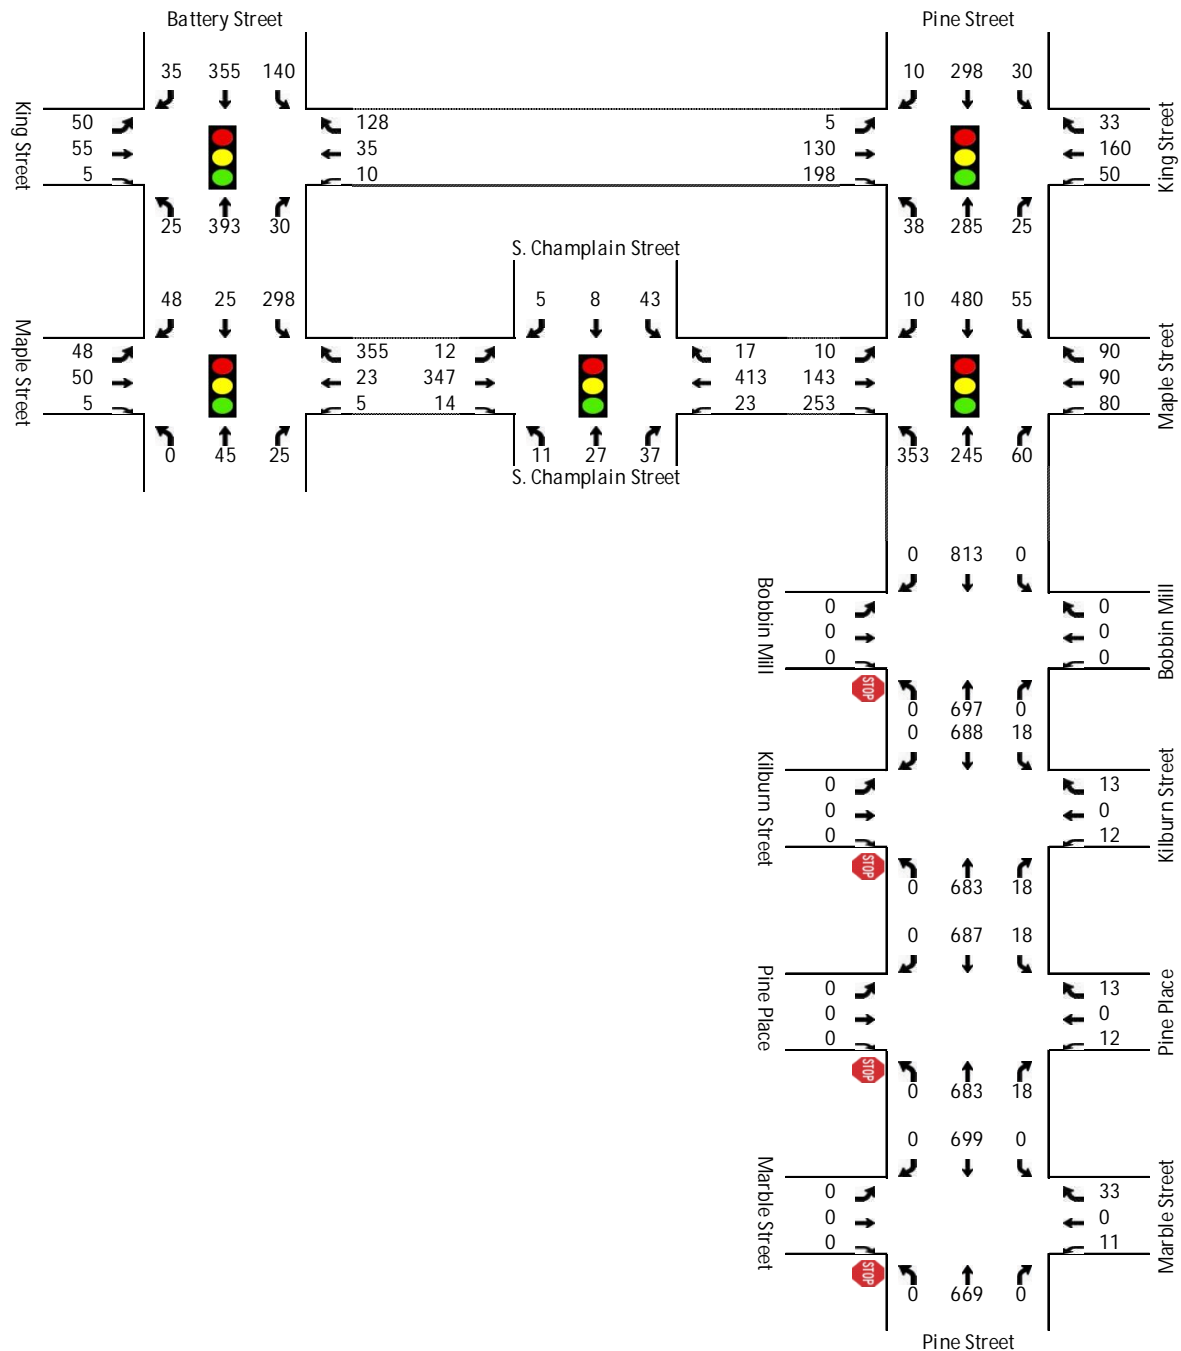 Battery Street Pine Street
35 355 140 10 298 30
King Street
50 128 5 33
55 35 130 160
5 10 198 50
King Street
25 393 30 38 285 25
S. Champlain Street
48 25 298 5 8 43 10 480 55
Maple Street
48 355 12 17 10 90
50 23 347 413 143 90
5 5 14 23 253 80
Maple Street
0 45 25 11 27 37 353 245 60
S. Champlain Street
0 813 0
Bobbin Mill
0 0
0 0
0 0
Bobbin Mill
STOP
0 697 0
0 688 18
Kilburn Street
0 13
0 0
0 12
Kilburn Street
STOP
0 683 18
0 687 18
Pine Place
0 13
0 0
0 12
Pine Place
STOP
0 683 18
0 699 0
Marble Street
0 33
0 0
0 11
Marble Street
STOP
0 669 0
Pine Street